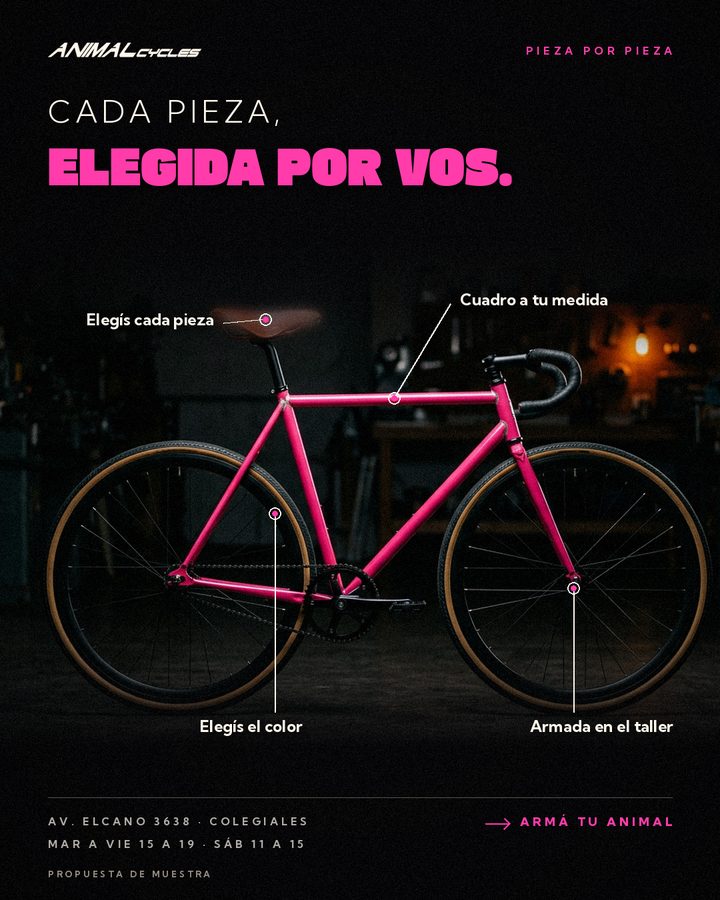 ANIMAL CYCLES
PIEZA POR PIEZA
CADA PIEZA,
ELEGIDA POR VOS.
Cuadro a tu medida
Elegís cada pieza
Elegís el color
Armada en el taller
AV. ELCANO 3638 · COLEGIALES
ARMÁ TU ANIMAL
MAR A VIE 15 A 19 · SÁB 11 A 15
PROPUESTA DE MUESTRA